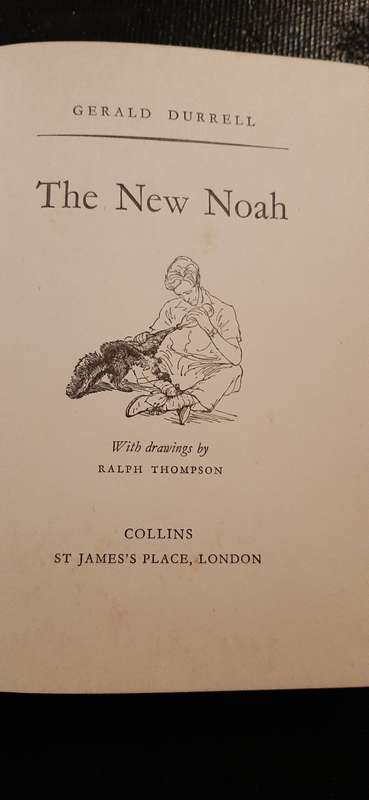 GERALD DURRELL
The New Noah
With drawings by
RALPH THOMPSON
COLLINS
ST JAMES'S PLACE, LONDON